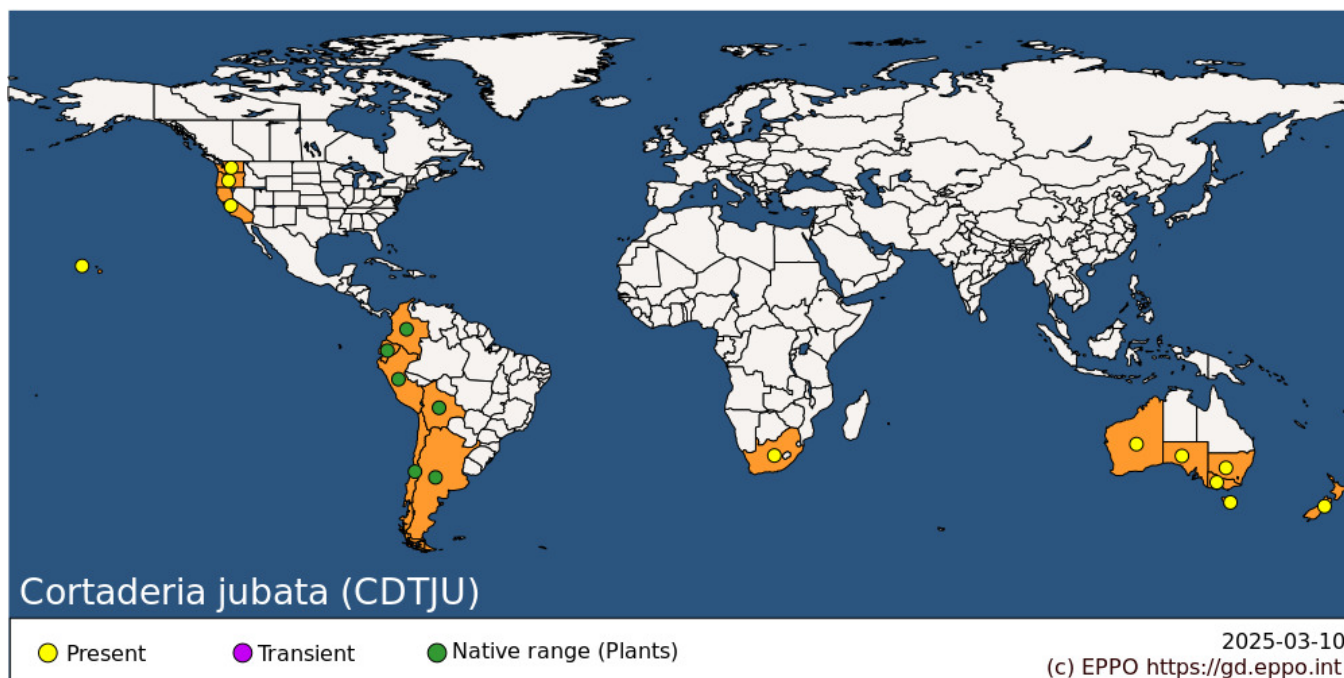 Cortaderia jubata (CDTJU)
Present
Transient
Native range (Plants)
2025-03-10
(c) EPPO https://gd.eppo.int